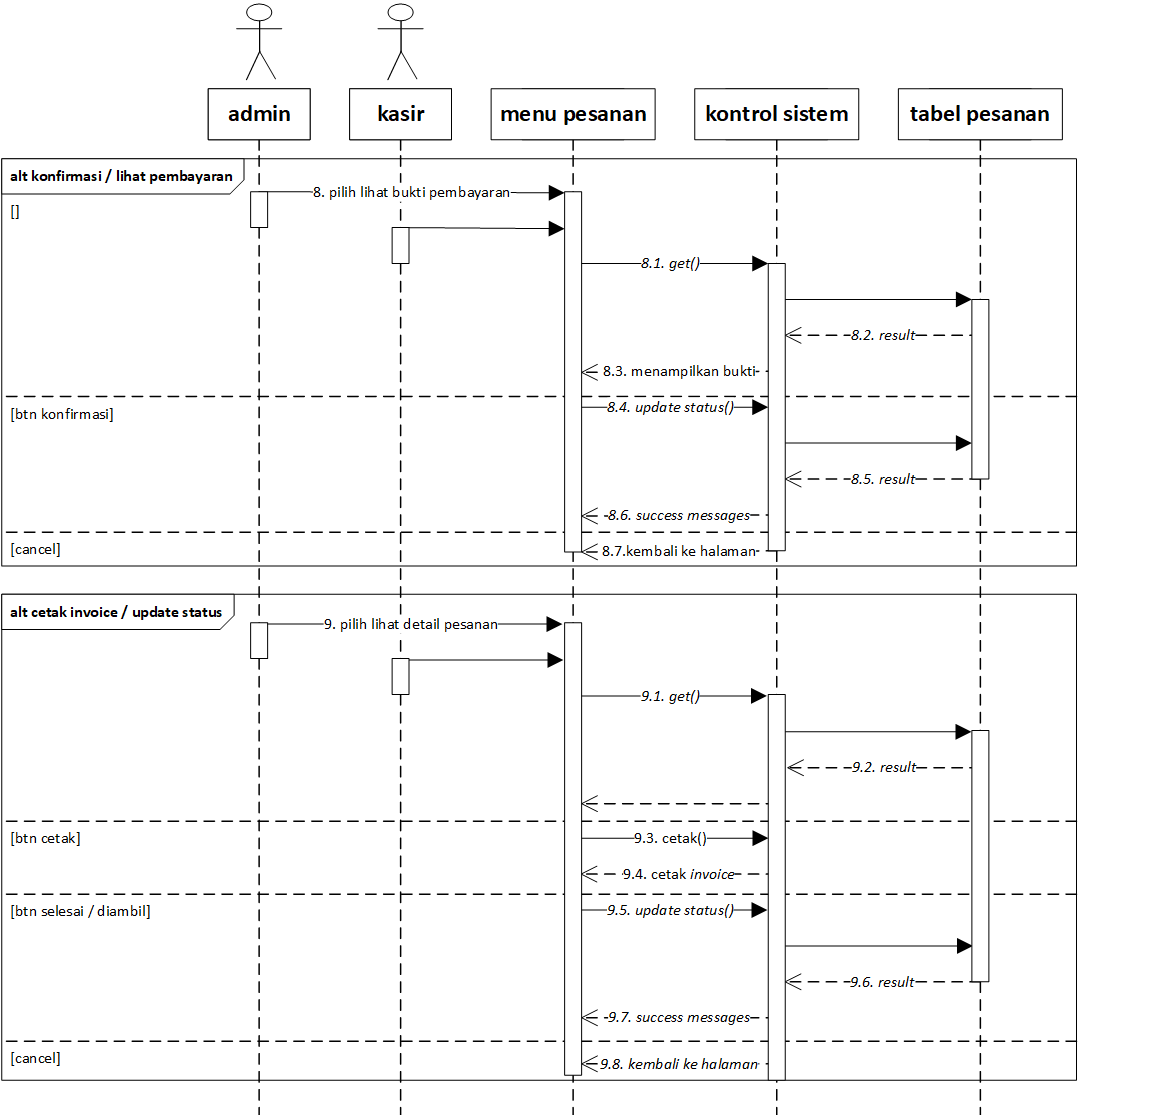 admin
kasir
menu pesanan
kontrol sistem
tabel pesanan
alt konfirmasi / lihat pembayaran
8. pilih lihat bukti pembayaran
[]
8.1. get()
8.2. result
8.3. menampilkan bukti
[btn konfirmasi]
8.4. update status()
8.5. result
8.6. success messages
[cancel]
8.7.kembali ke halaman
alt cetak invoice / update status
9. pilih lihat detail pesanan
9.1. get()
9.2. result
[btn cetak]
9.3. cetak()
9.4. cetak invoice
[btn selesai / diambil]
9.5. update status()
9.6. result
9.7. success messages
[cancel]
9.8. kembali ke halaman